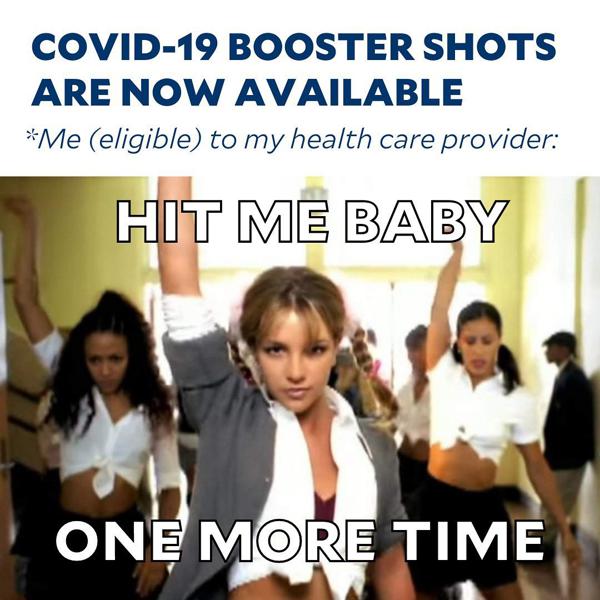 COVID-19 BOOSTER SHOTS
ARE NOW AVAILABLE
*Me (eligible) to my health care provider:
HIT ME BABY
ONE MORE TIME